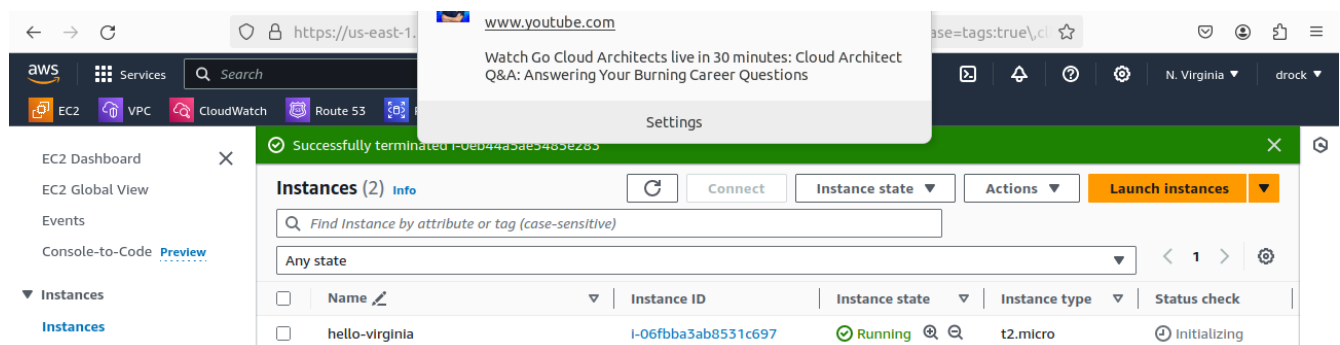 www.youtube.com
https://us-east-1.
ase=tags:true\,cl
Watch Go Cloud Architects live in 30 minutes: Cloud Architect
Q&A: Answering Your Burning Career Questions
Settings
aws
Services
Search
N. Virginia
drock
EC2
VPC
CloudWatch
Route 53
EC2 Dashboard
EC2 Global View
Events
Console-to-Code Preview
Instances
Instances
Successfully terminated i-0eb44a5ae5485e283
Instances (2) Info
Connect
Instance state
Actions
Launch instances
Find Instance by attribute or tag (case-sensitive)
Any state
1
Name
Instance ID
Instance state
Instance type
Status check
hello-virginia
i-06fbba3ab8531c697
Running
t2.micro
Initializing